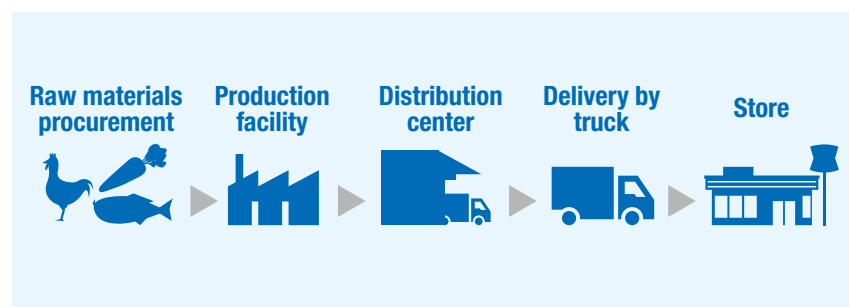 Raw materials
procurement
Production
facility
Distribution
center
Delivery by
truck
Store